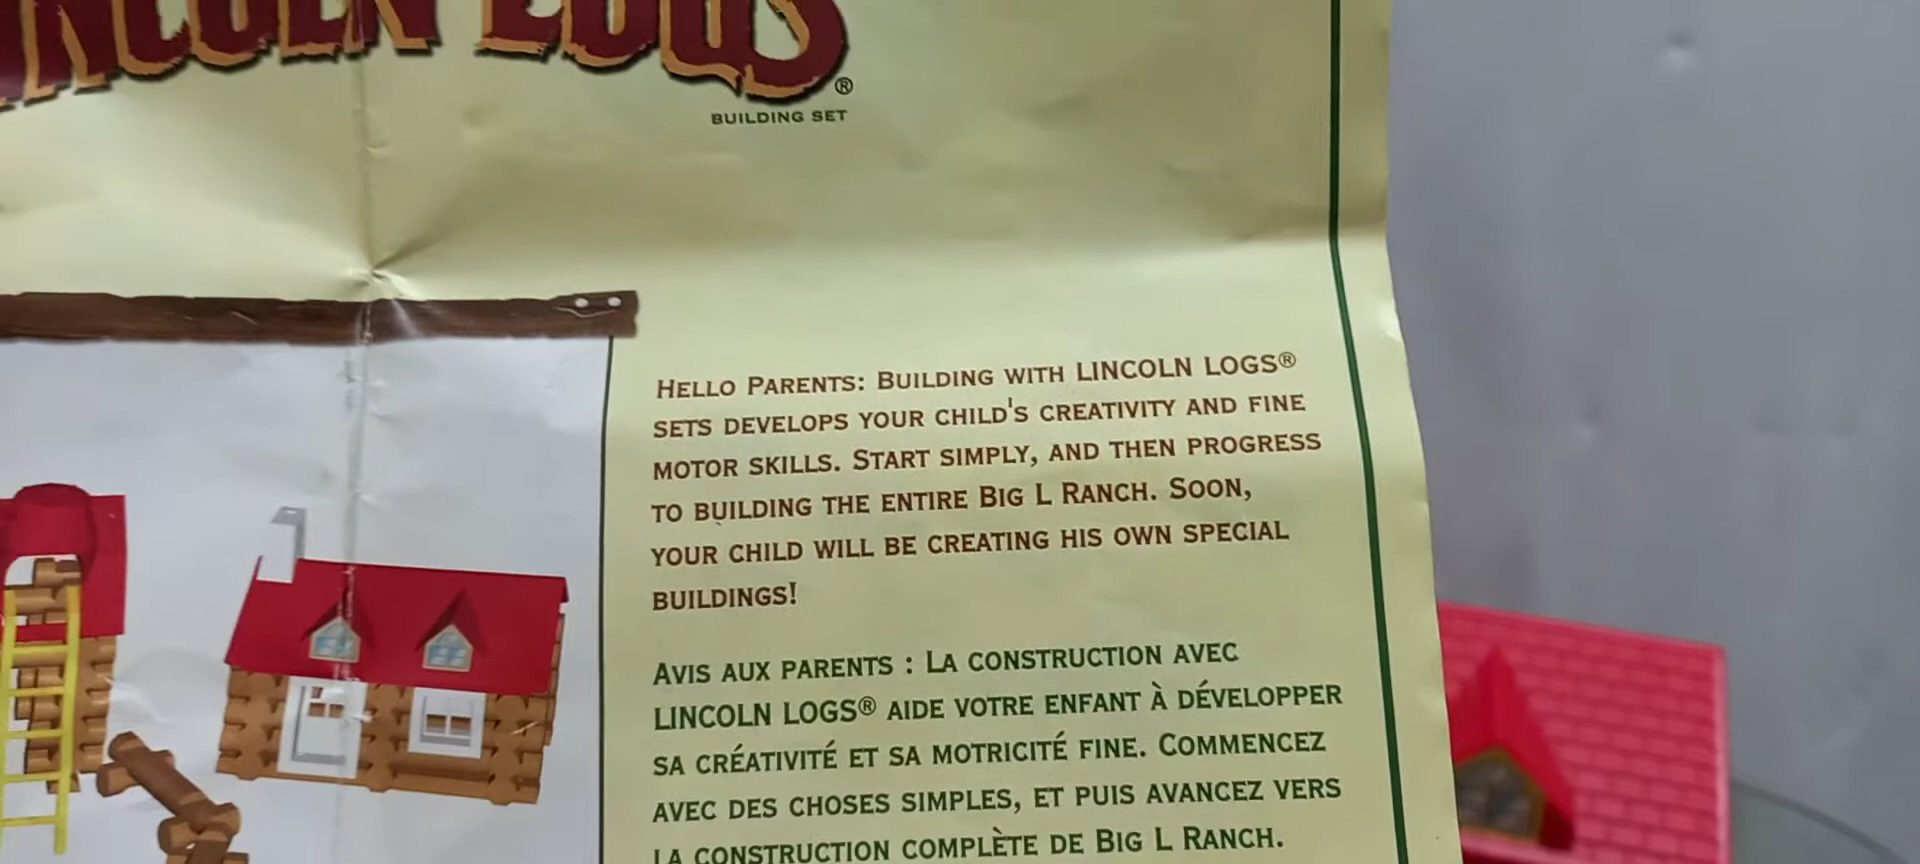 LINCOLN LOGS®
BUILDING SET
HELLO PARENTS: BUILDING WITH LINCOLN LOGS®
SETS DEVELOPS YOUR CHILD'S CREATIVITY AND FINE
MOTOR SKILLS. START SIMPLY, AND THEN PROGRESS
TO BUILDING THE ENTIRE BIG L RANCH. SOON,
YOUR CHILD WILL BE CREATING HIS OWN SPECIAL
BUILDINGS!
AVIS AUX PARENTS : LA CONSTRUCTION AVEC
LINCOLN LOGS® AIDE VOTRE ENFANT À DÉVELOPPER
SA CRÉATIVITÉ ET SA MOTRICITÉ FINE. COMMENCEZ
AVEC DES CHOSES SIMPLES, ET PUIS AVANCEZ VERS
LA CONSTRUCTION COMPLÈTE DE BIG L RANCH.